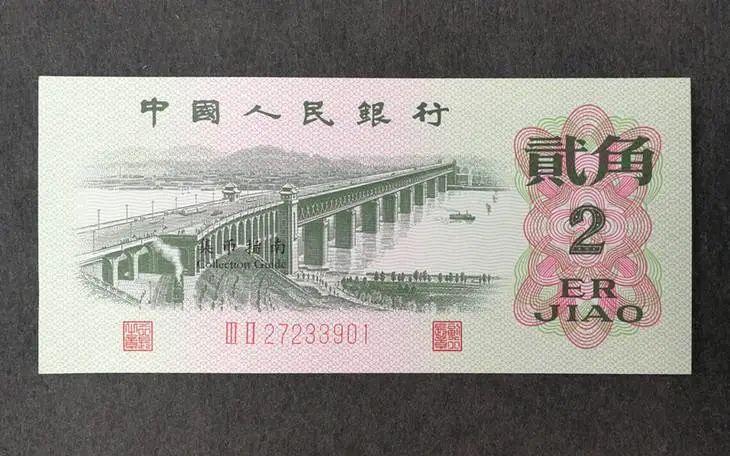 中國人民銀行
貳角
2
ER
JIAO
集币指南
Collection Guide
III II 27233901